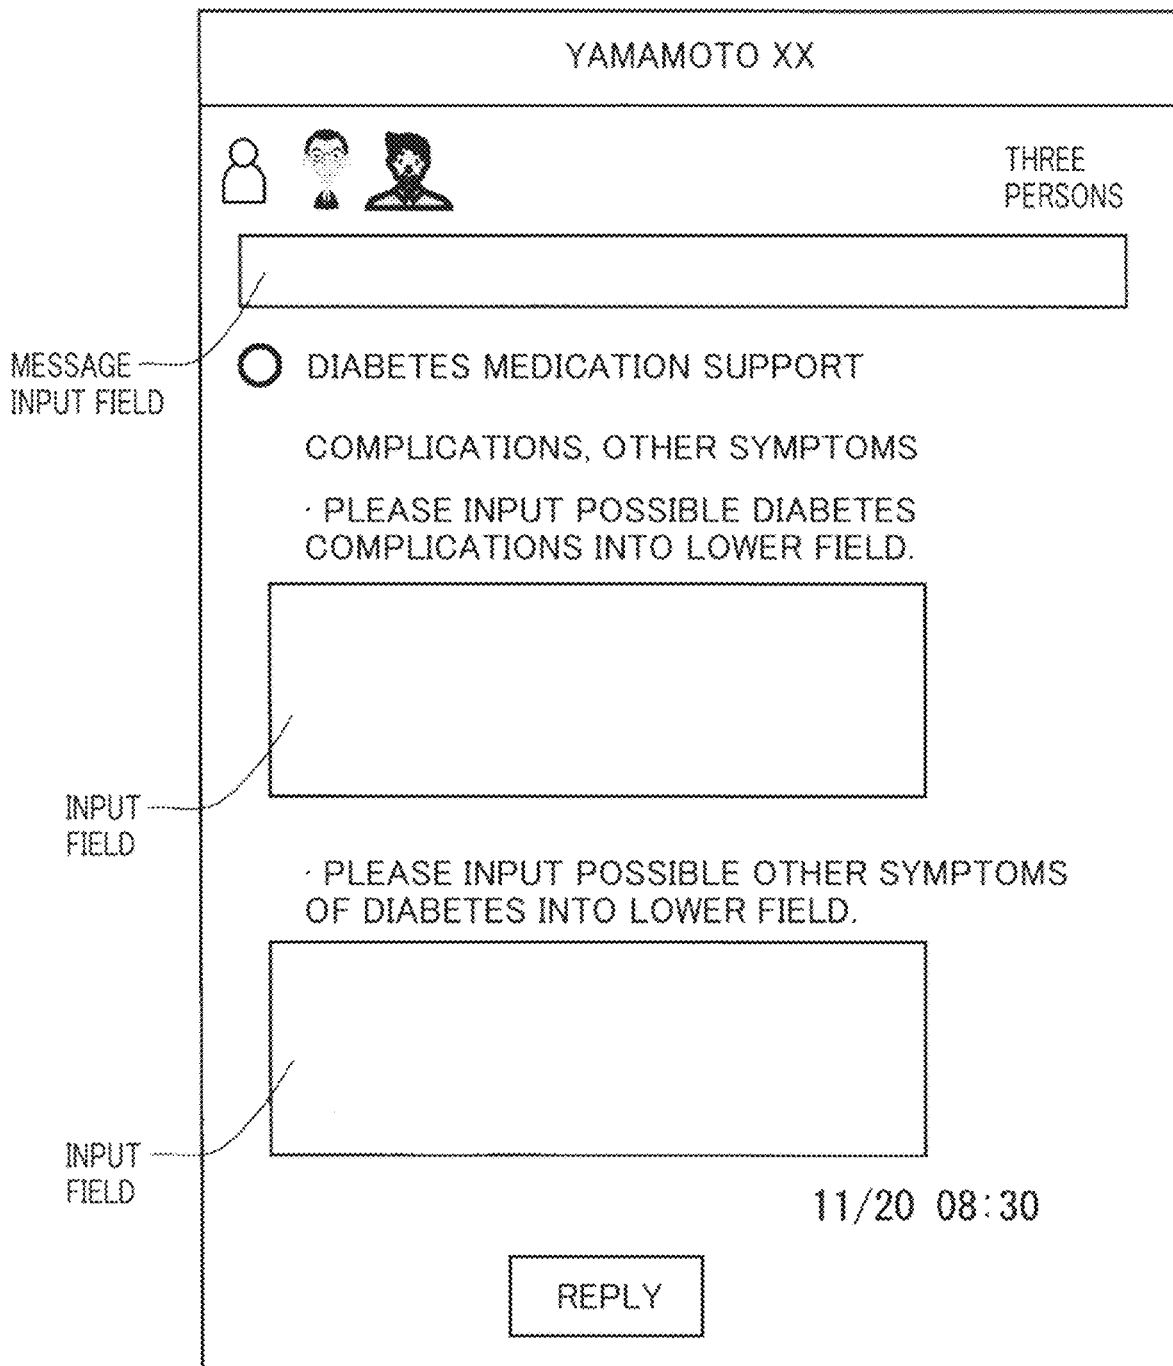 YAMAMOTO XX
THREE
PERSONS
MESSAGE
INPUT FIELD
DIABETES MEDICATION SUPPORT
COMPLICATIONS, OTHER SYMPTOMS
· PLEASE INPUT POSSIBLE DIABETES
COMPLICATIONS INTO LOWER FIELD.
INPUT
FIELD
· PLEASE INPUT POSSIBLE OTHER SYMPTOMS
OF DIABETES INTO LOWER FIELD.
INPUT
FIELD
11/20 08:30
REPLY